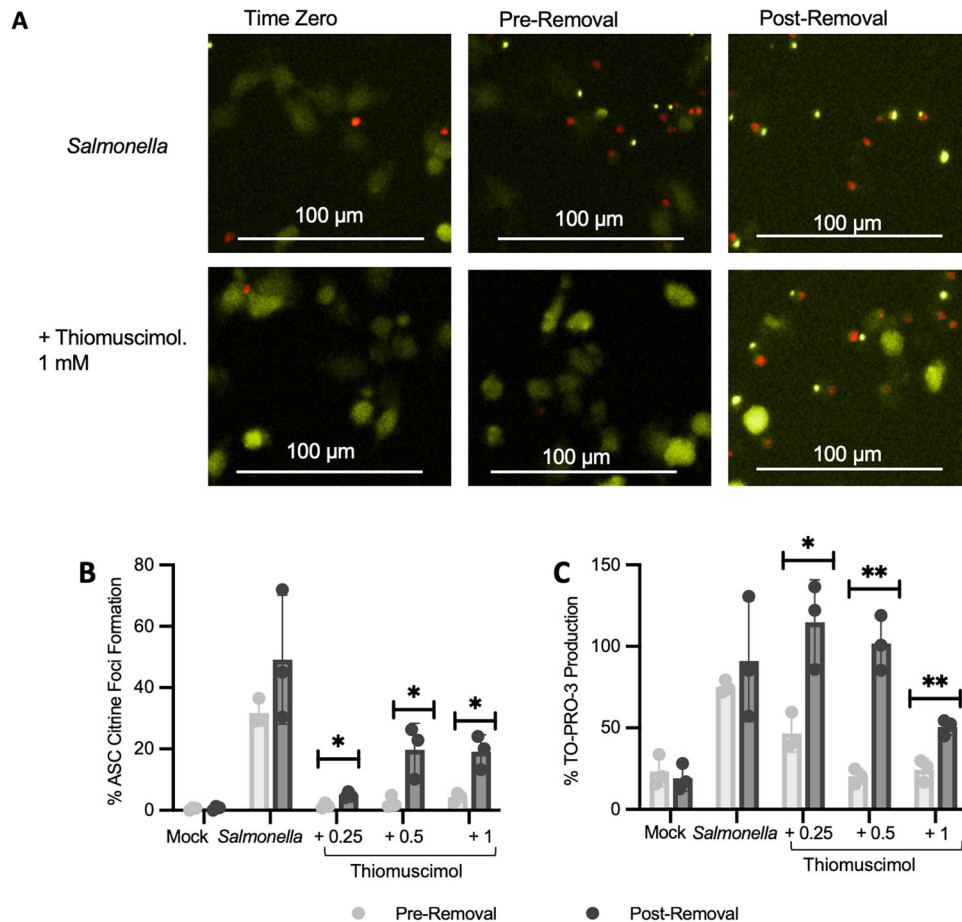 A
Time Zero Pre-Removal Post-Removal
Salmonella
100 µm 100 µm 100 µm
+ Thiomuscimol.
1 mM
100 µm 100 µm 100 µm
B
% ASC Citrine Foci Formation
80
60
40
20
0
* * *
Mock Salmonella + 0.25 + 0.5 + 1
Thiomuscimol
C
% TO-PRO-3 Production
150
100
50
0
* ** **
Mock Salmonella + 0.25 + 0.5 + 1
Thiomuscimol
Pre-Removal Post-Removal